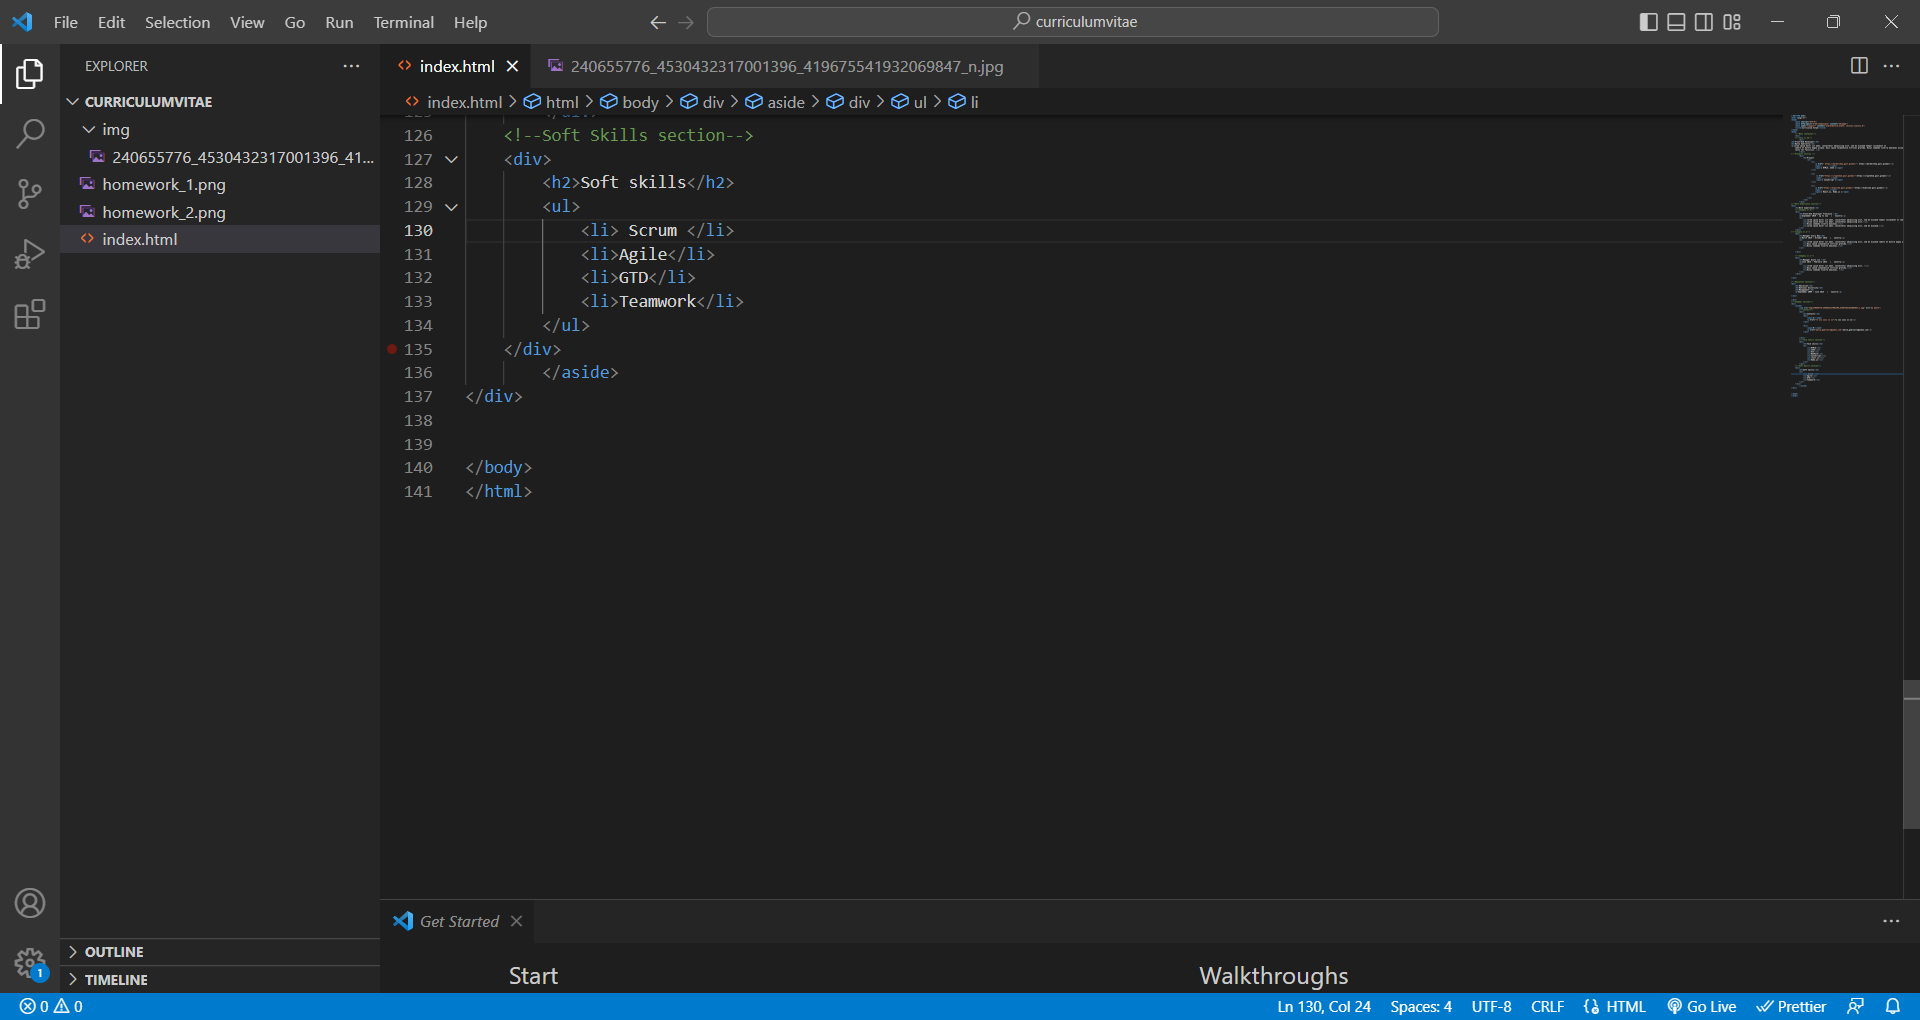 File Edit Selection View Go Run Terminal Help
curriculumvitae
EXPLORER
CURRICULUMVITAE
img
240655776_4530432317001396_41...
homework_1.png
homework_2.png
index.html
OUTLINE
TIMELINE
index.html
240655776_4530432317001396_419675541932069847_n.jpg
index.html > html > body > div > aside > div > ul > li
126 <!--Soft Skills section-->
127 <div>
128 <h2>Soft skills</h2>
129 <ul>
130 <li> Scrum </li>
131 <li>Agile</li>
132 <li>GTD</li>
133 <li>Teamwork</li>
134 </ul>
135 </div>
136 </aside>
137 </div>
138
139
140 </body>
141 </html>
Get Started
Start
Walkthroughs
1
0 0
Ln 130, Col 24 Spaces: 4 UTF-8 CRLF HTML Go Live Prettier